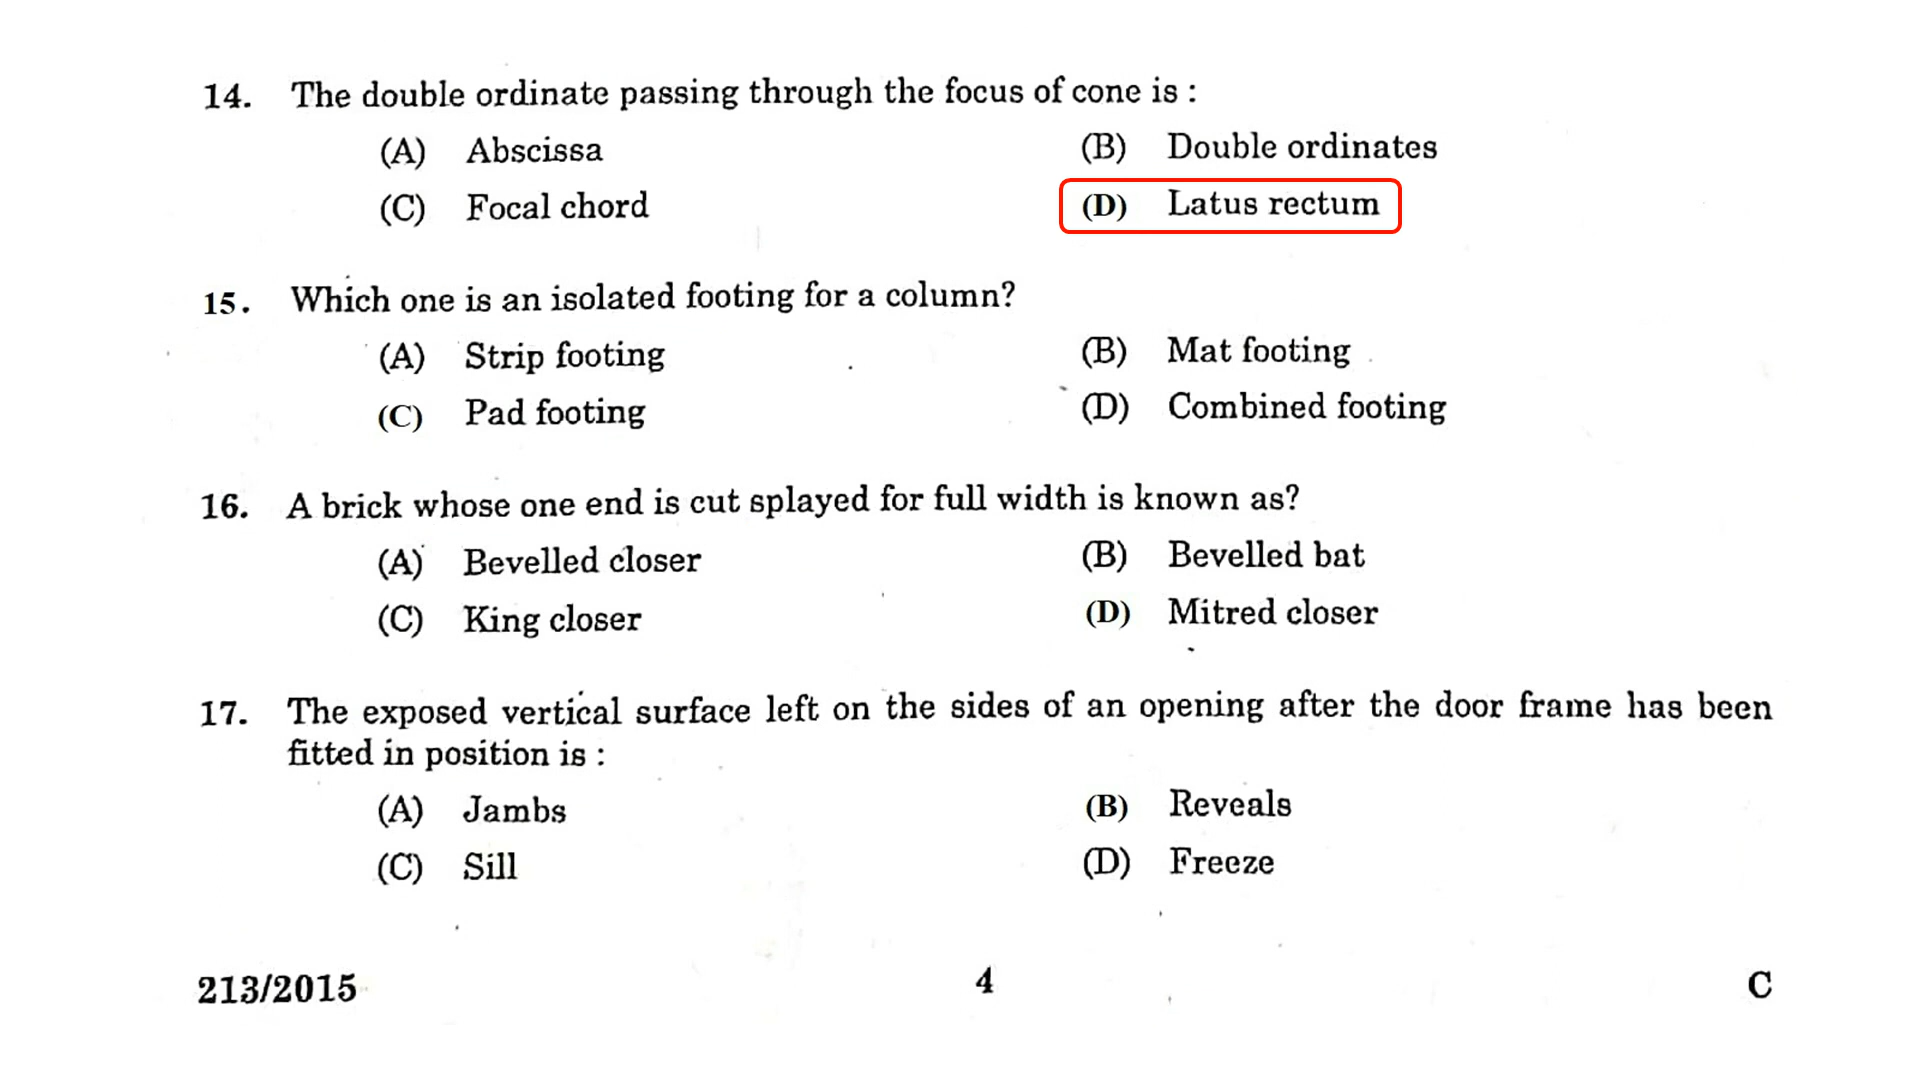 14. The double ordinate passing through the focus of cone is :
(A) Abscissa (B) Double ordinates
(C) Focal chord (D) Latus rectum
15. Which one is an isolated footing for a column?
(A) Strip footing (B) Mat footing
(C) Pad footing (D) Combined footing
16. A brick whose one end is cut splayed for full width is known as?
(A) Bevelled closer (B) Bevelled bat
(C) King closer (D) Mitred closer
17. The exposed vertical surface left on the sides of an opening after the door frame has been
fitted in position is :
(A) Jambs (B) Reveals
(C) Sill (D) Freeze
213/2015 4 C